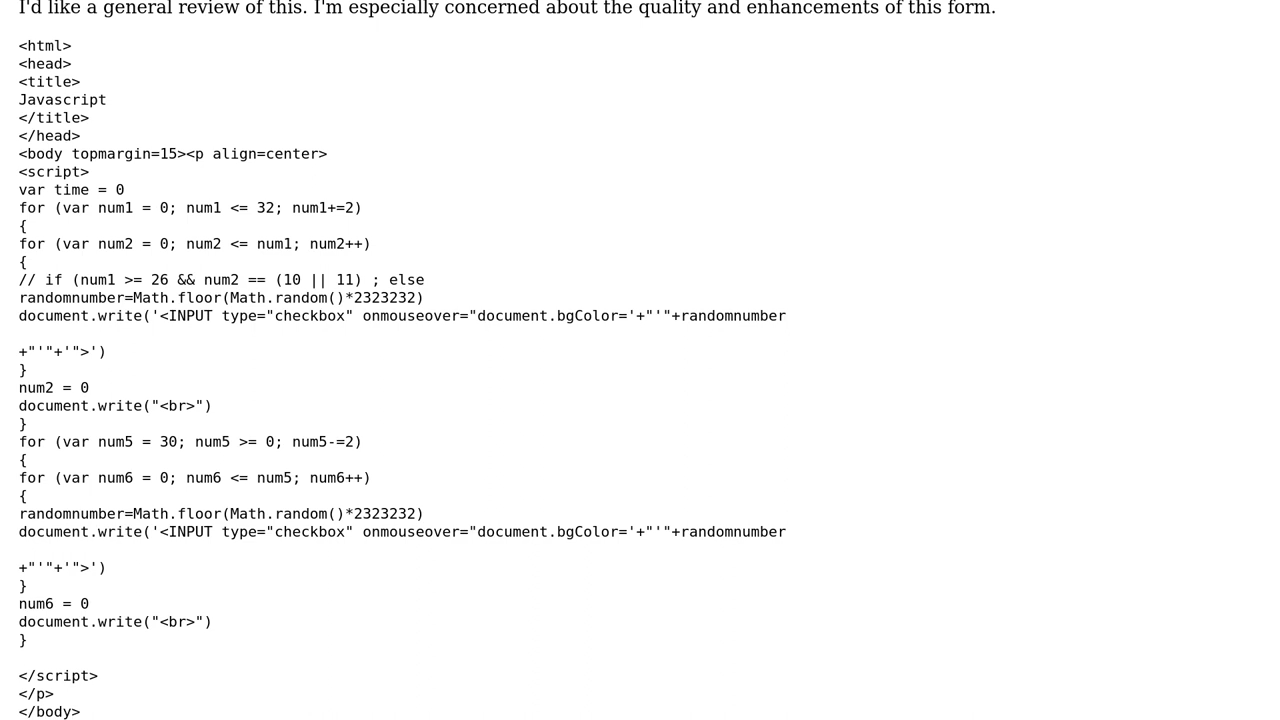 I'd like a general review of this. I'm especially concerned about the quality and enhancements of this form.
<html>
<head>
<title>
Javascript
</title>
</head>
<body topmargin=15><p align=center>
<script>
var time = 0
for (var num1 = 0; num1 <= 32; num1+=2)
{
for (var num2 = 0; num2 <= num1; num2++)
{
// if (num1 >= 26 && num2 == (10 || 11) ; else
randomnumber=Math.floor(Math.random()*2323232)
document.write('<INPUT type="checkbox" onmouseover="document.bgColor='+"'"+randomnumber
+"'"+'">')
}
num2 = 0
document.write("<br>")
}
for (var num5 = 30; num5 >= 0; num5-=2)
{
for (var num6 = 0; num6 <= num5; num6++)
{
randomnumber=Math.floor(Math.random()*2323232)
document.write('<INPUT type="checkbox" onmouseover="document.bgColor='+"'"+randomnumber
+"'"+'">')
}
num6 = 0
document.write("<br>")
}
</script>
</p>
</body>